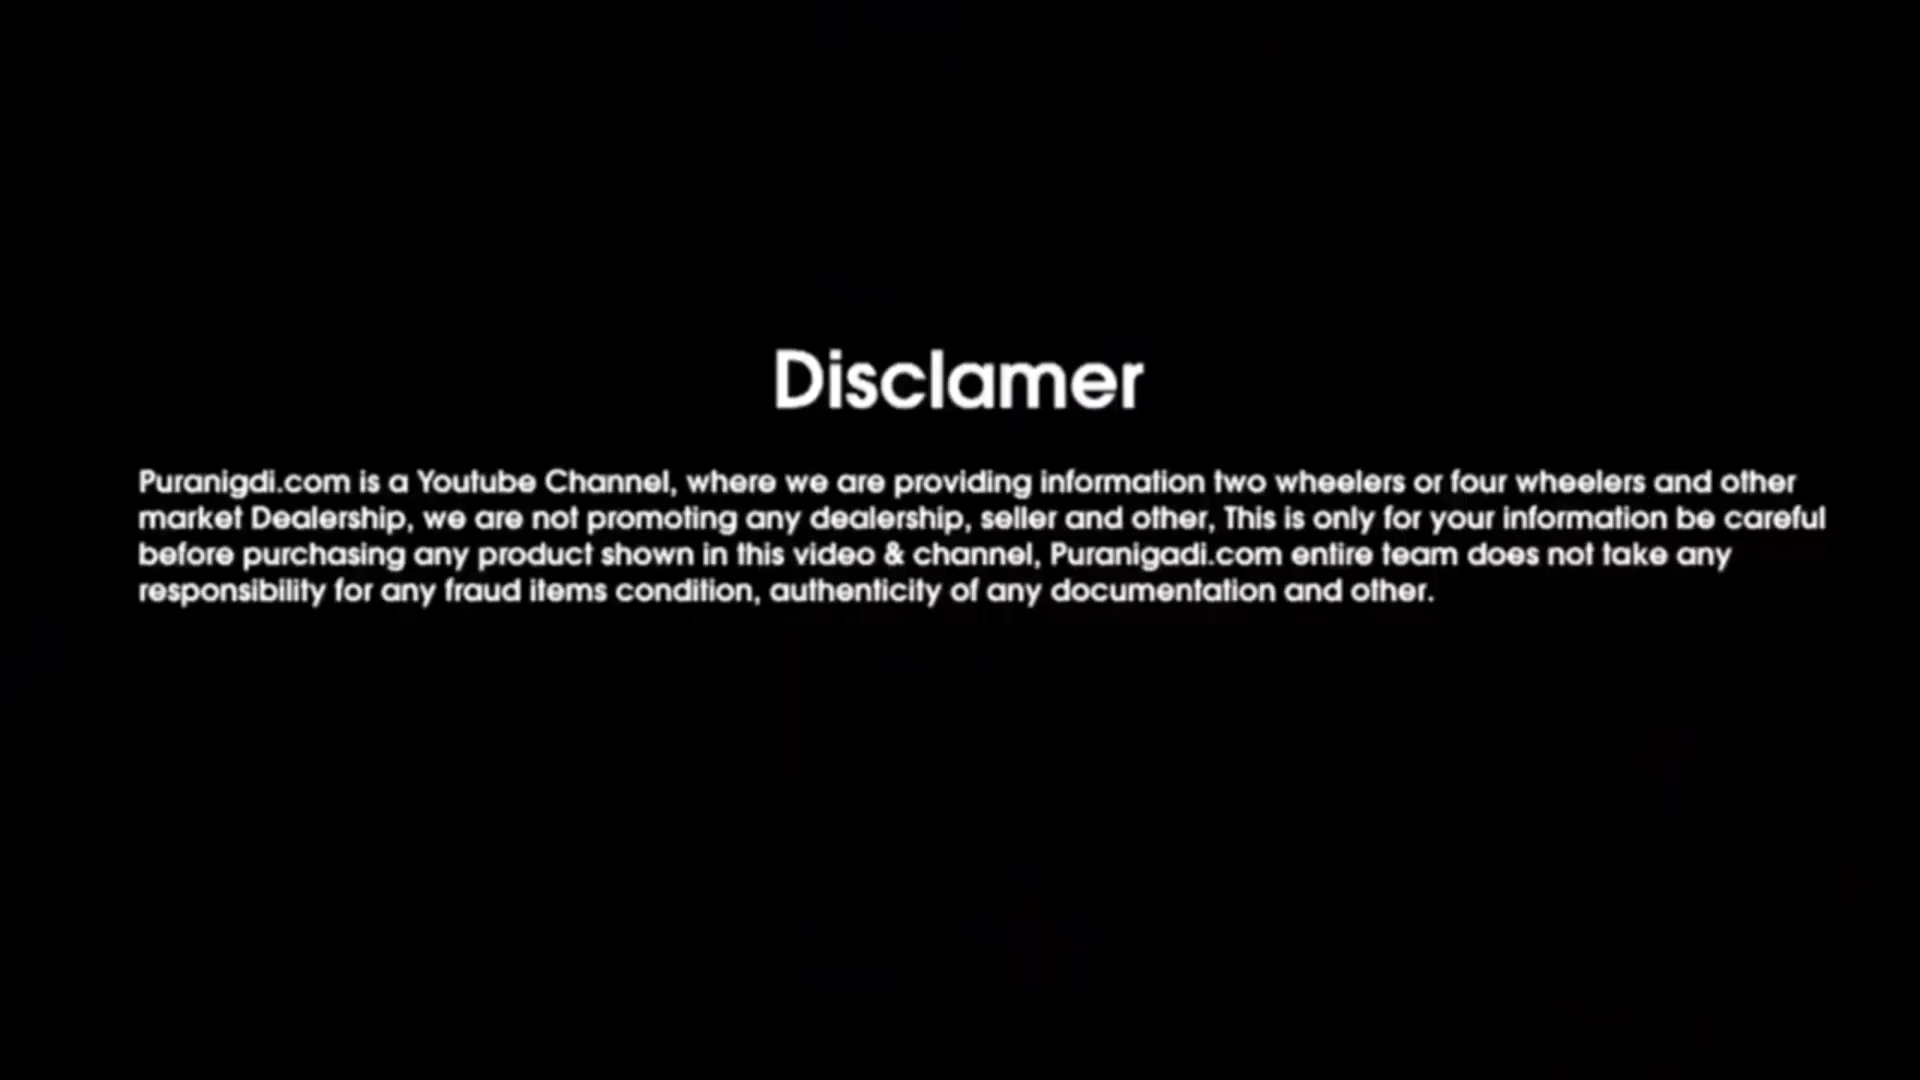 Disclamer
Puranigdi.com is a Youtube Channel, where we are providing information two wheelers or four wheelers and other
market Dealership, we are not promoting any dealership, seller and other, This is only for your information be careful
before purchasing any product shown in this video & channel, Puranigadi.com entire team does not take any
responsibility for any fraud items condition, authenticity of any documentation and other.